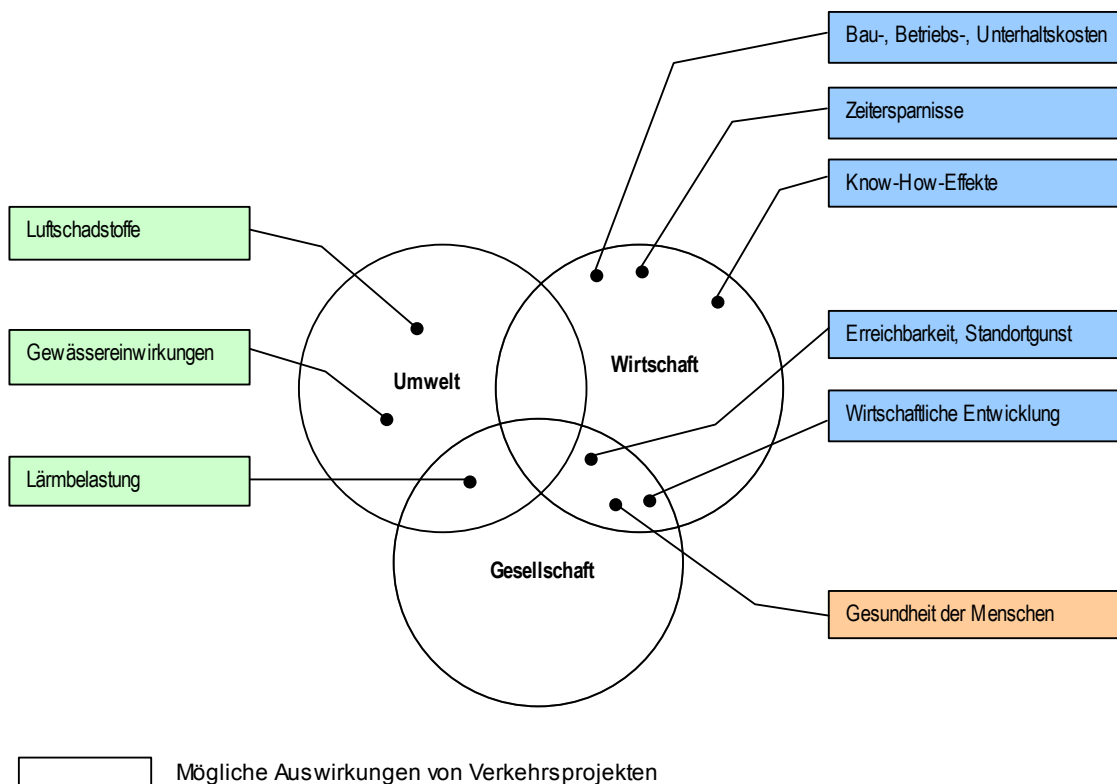 Bau-, Betriebs-, Unterhaltskosten
Zeitersparnisse
Know-How-Effekte
Luftschadstoffe
Gewässereinwirkungen
Lärmbelastung
Umwelt
Wirtschaft
Gesellschaft
Erreichbarkeit, Standortgunst
Wirtschaftliche Entwicklung
Gesundheit der Menschen
Mögliche Auswirkungen von Verkehrsprojekten